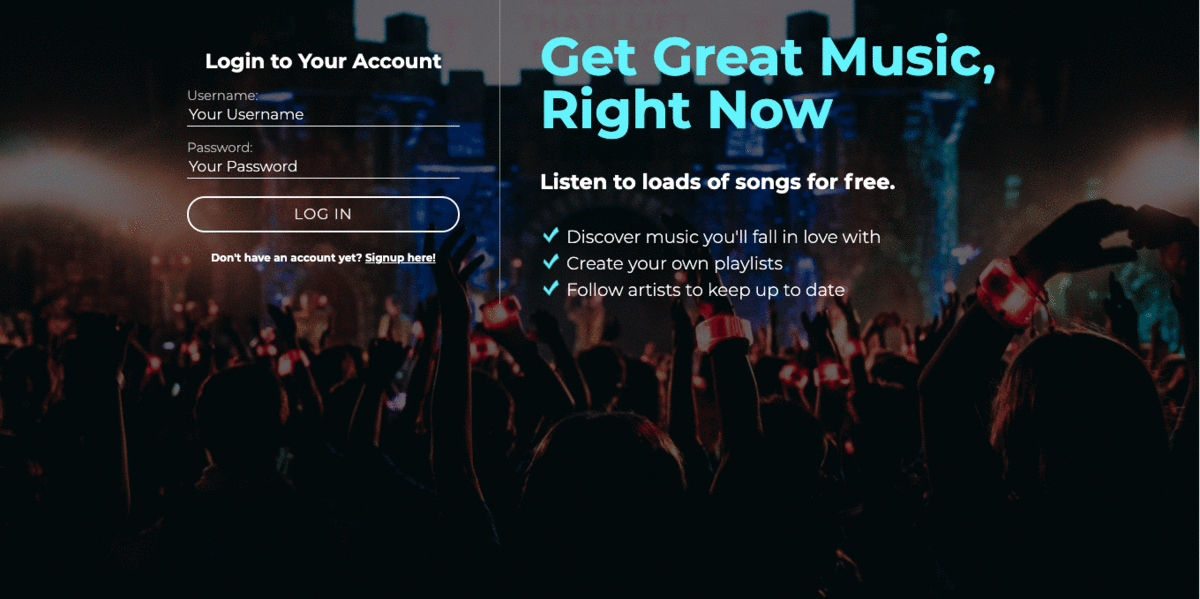 Login to Your Account
Username:
Your Username
Password:
Your Password
LOG IN
Don't have an account yet? Signup here!
Get Great Music,
Right Now
Listen to loads of songs for free.
Discover music you'll fall in love with
Create your own playlists
Follow artists to keep up to date